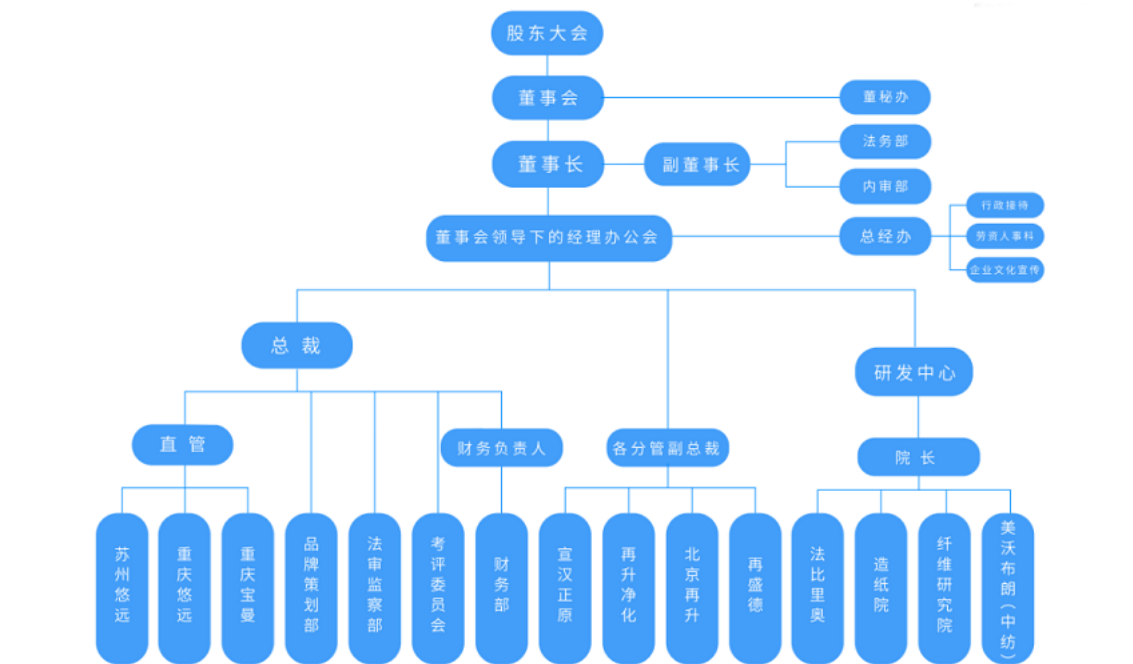 股东大会
董事会
董秘办
法务部
董事长
副董事长
内审部
行政接待
董事会领导下的经理办公会
总经办
劳资人事科
企业文化宣传
总 裁
研发中心
直 管
财务负责人
各分管副总裁
院 长
苏州悠远
重庆悠远
重庆宝曼
品牌策划部
法审监察部
考评委员会
财务部
宣汉正原
再升净化
北京再升
再盛德
法比里奥
造纸院
纤维研究院
美沃布朗(中纺)